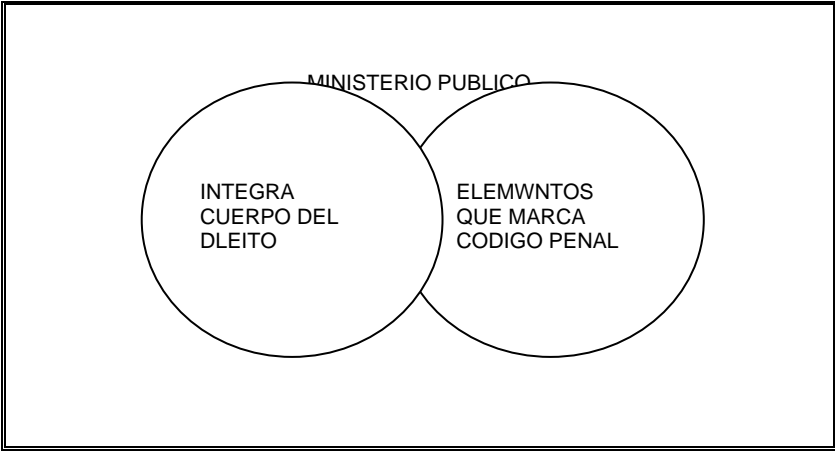 MINISTERIO PUBLICO
INTEGRA
CUERPO DEL
DLEITO
ELEMWNTOS
QUE MARCA
CODIGO PENAL